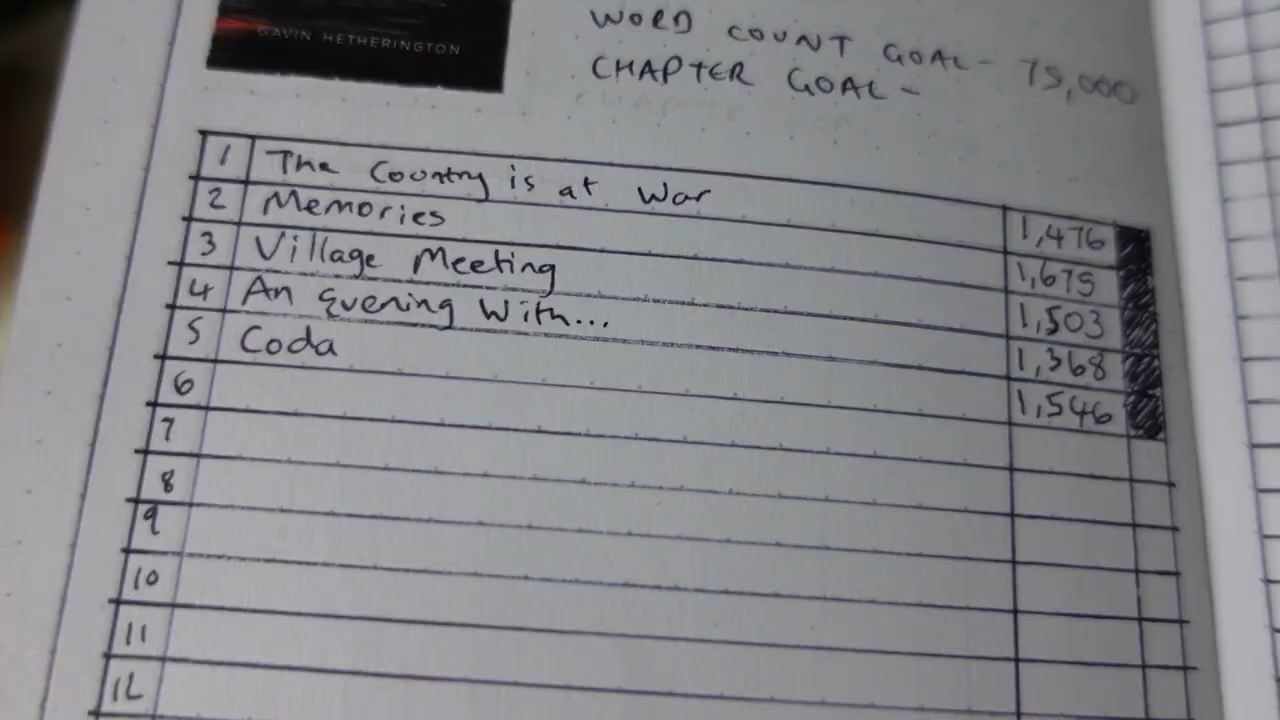 GAVIN HETHERINGTON
WORD COUNT GOAL - 75,000
CHAPTER GOAL -
1 The Country is at War 1,476
2 Memories 1,675
3 Village Meeting 1,503
4 An Evening With... 1,368
5 Coda 1,546
6
7
8
9
10
11
12